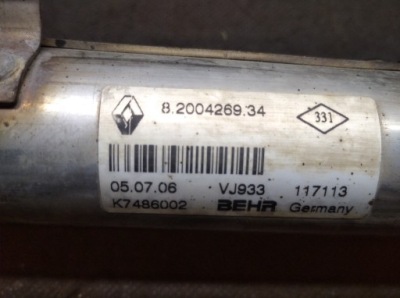 8.2004269.34
331
05.07.06 VJ933 117113
K7486002 BEHR Germany